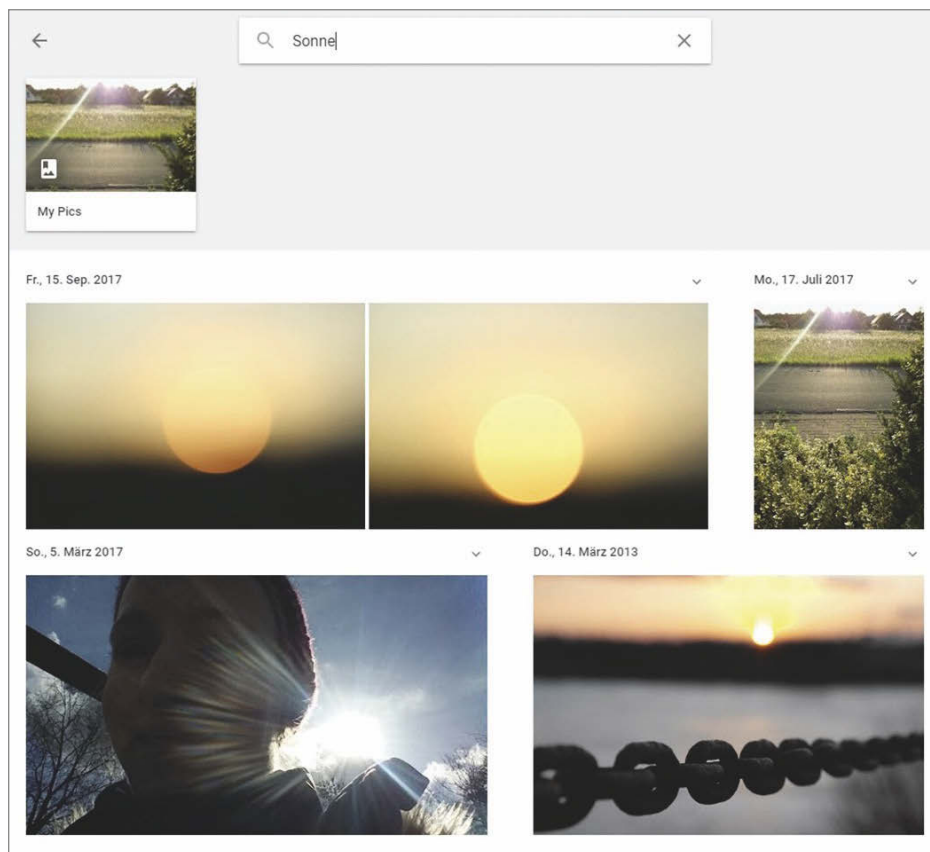 Sonne
My Pics
Fr., 15. Sep. 2017
Mo., 17. Juli 2017
So., 5. März 2017
Do., 14. März 2013